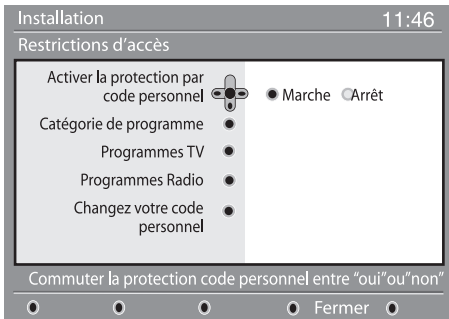 Installation 11:46
Restrictions d'accès
Activer la protection par
code personnel
Marche Arrêt
Catégorie de programme
Programmes TV
Programmes Radio
Changez votre code
personnel
Commuter la protection code personnel entre “oui”ou”non”
Fermer